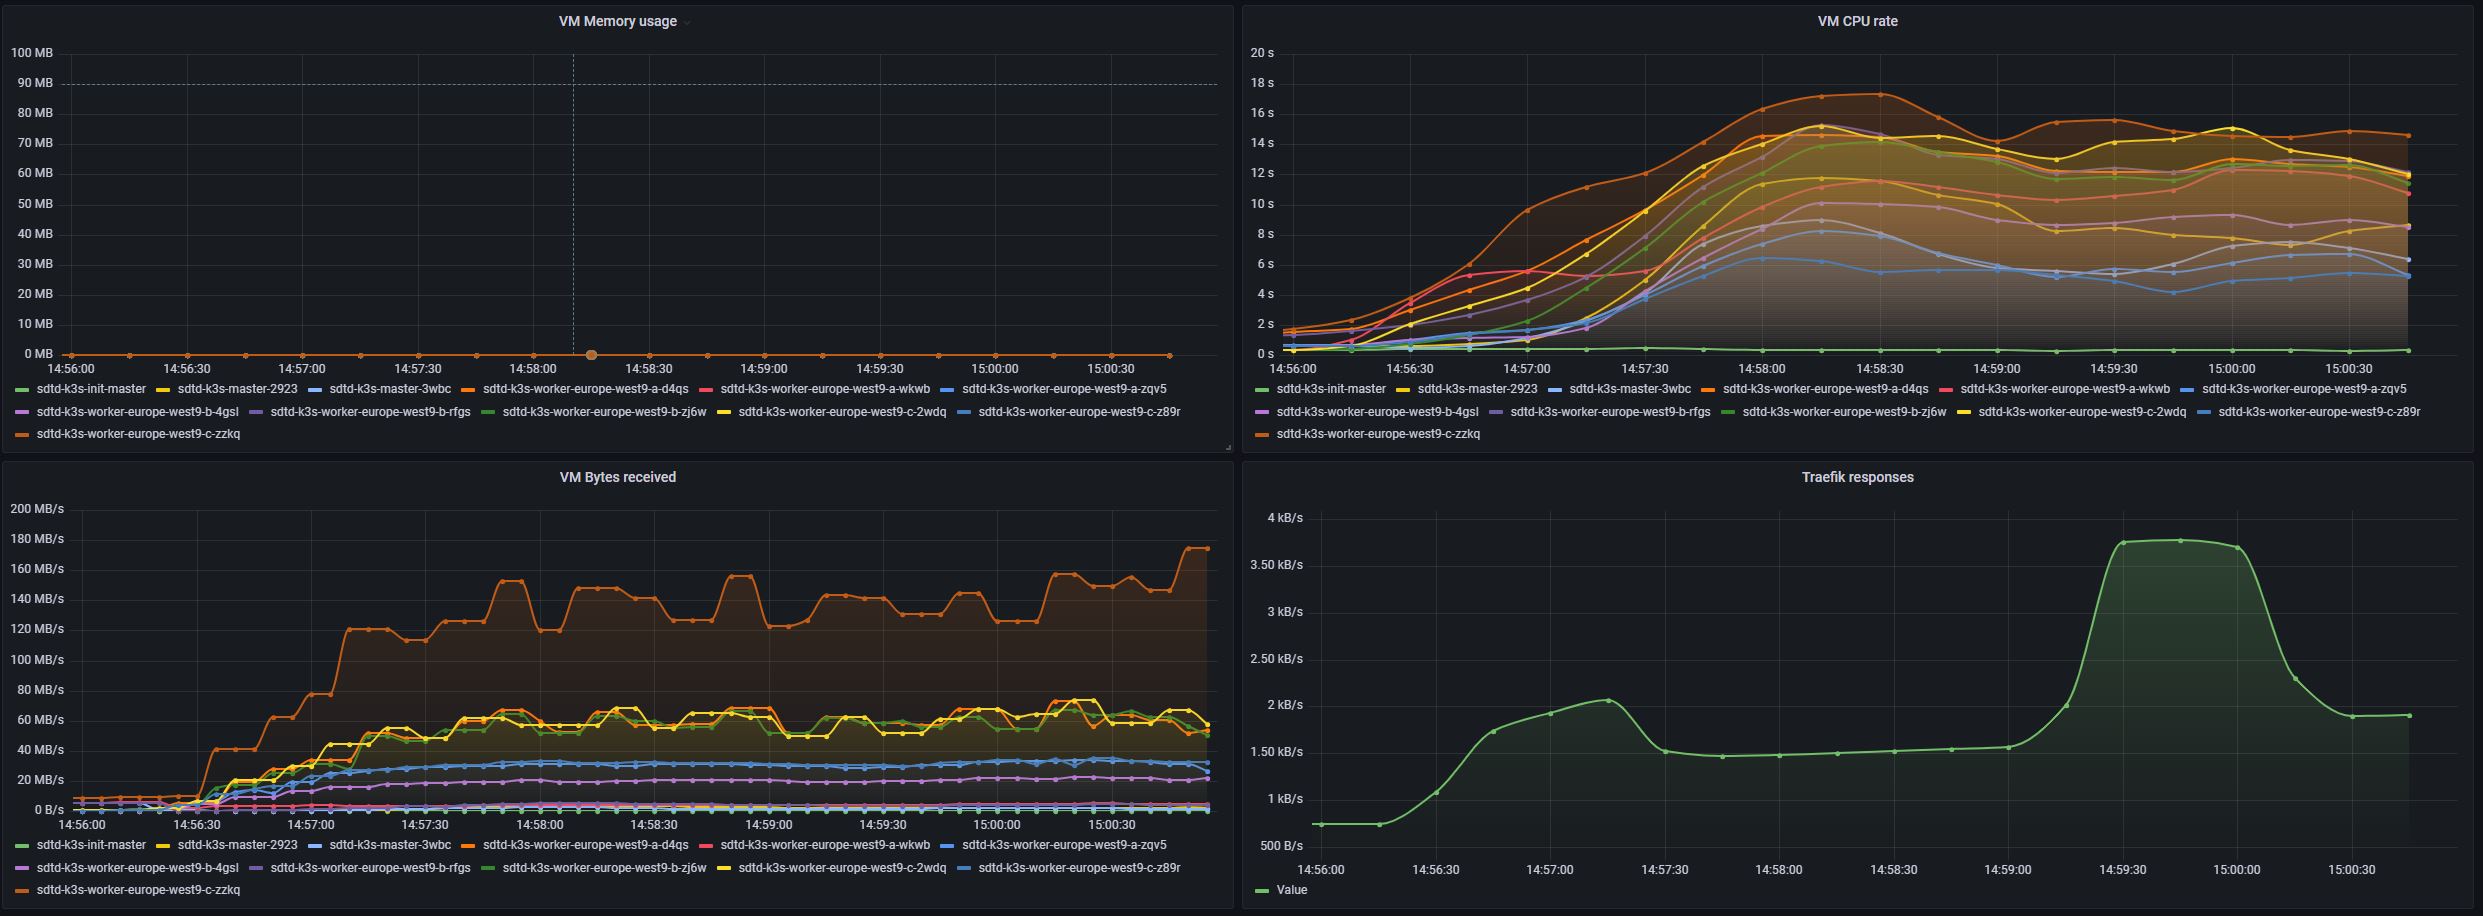 VM Memory usage
100 MB
90 MB
80 MB
70 MB
60 MB
50 MB
40 MB
30 MB
20 MB
10 MB
0 MB
14:56:00 14:56:30 14:57:00 14:57:30 14:58:00 14:58:30 14:59:00 14:59:30 15:00:00 15:00:30
sdtd-k3s-init-master sdtd-k3s-master-2923 sdtd-k3s-master-3wbc sdtd-k3s-worker-europe-west9-a-d4qs sdtd-k3s-worker-europe-west9-a-wkwb sdtd-k3s-worker-europe-west9-a-zqv5
sdtd-k3s-worker-europe-west9-b-4gsl sdtd-k3s-worker-europe-west9-b-rfgs sdtd-k3s-worker-europe-west9-b-zj6w sdtd-k3s-worker-europe-west9-c-2wdq sdtd-k3s-worker-europe-west9-c-z89r
sdtd-k3s-worker-europe-west9-c-zzkq
VM CPU rate
20 s
18 s
16 s
14 s
12 s
10 s
8 s
6 s
4 s
2 s
0 s
14:56:00 14:56:30 14:57:00 14:57:30 14:58:00 14:58:30 14:59:00 14:59:30 15:00:00 15:00:30
sdtd-k3s-init-master sdtd-k3s-master-2923 sdtd-k3s-master-3wbc sdtd-k3s-worker-europe-west9-a-d4qs sdtd-k3s-worker-europe-west9-a-wkwb sdtd-k3s-worker-europe-west9-a-zqv5
sdtd-k3s-worker-europe-west9-b-4gsl sdtd-k3s-worker-europe-west9-b-rfgs sdtd-k3s-worker-europe-west9-b-zj6w sdtd-k3s-worker-europe-west9-c-2wdq sdtd-k3s-worker-europe-west9-c-z89r
sdtd-k3s-worker-europe-west9-c-zzkq
VM Bytes received
200 MB/s
180 MB/s
160 MB/s
140 MB/s
120 MB/s
100 MB/s
80 MB/s
60 MB/s
40 MB/s
20 MB/s
0 B/s
14:56:00 14:56:30 14:57:00 14:57:30 14:58:00 14:58:30 14:59:00 14:59:30 15:00:00 15:00:30
sdtd-k3s-init-master sdtd-k3s-master-2923 sdtd-k3s-master-3wbc sdtd-k3s-worker-europe-west9-a-d4qs sdtd-k3s-worker-europe-west9-a-wkwb sdtd-k3s-worker-europe-west9-a-zqv5
sdtd-k3s-worker-europe-west9-b-4gsl sdtd-k3s-worker-europe-west9-b-rfgs sdtd-k3s-worker-europe-west9-b-zj6w sdtd-k3s-worker-europe-west9-c-2wdq sdtd-k3s-worker-europe-west9-c-z89r
sdtd-k3s-worker-europe-west9-c-zzkq
Traefik responses
4 kB/s
3.50 kB/s
3 kB/s
2.50 kB/s
2 kB/s
1.50 kB/s
1 kB/s
500 B/s
14:56:00 14:56:30 14:57:00 14:57:30 14:58:00 14:58:30 14:59:00 14:59:30 15:00:00 15:00:30
Value